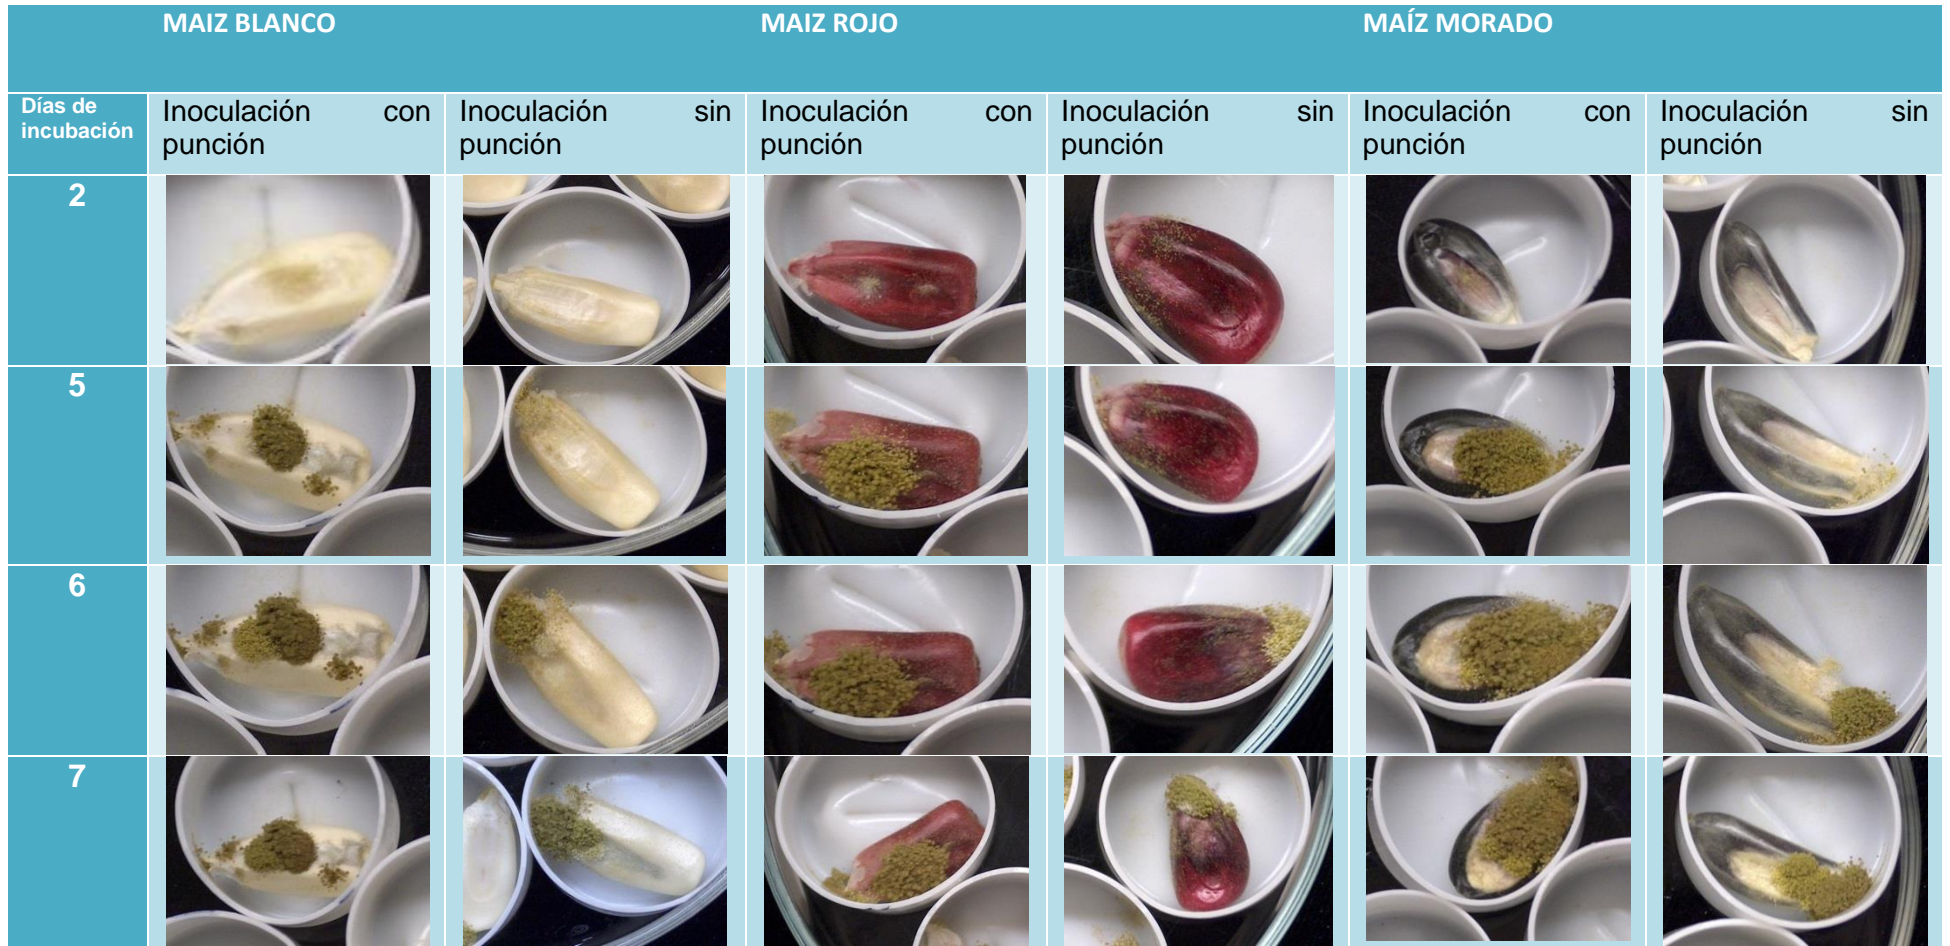 MAIZ BLANCO MAIZ ROJO MAÍZ MORADO
Días de
incubación
Inoculación con
punción
Inoculación sin
punción
Inoculación con
punción
Inoculación sin
punción
Inoculación con
punción
Inoculación sin
punción
2
5
6
7